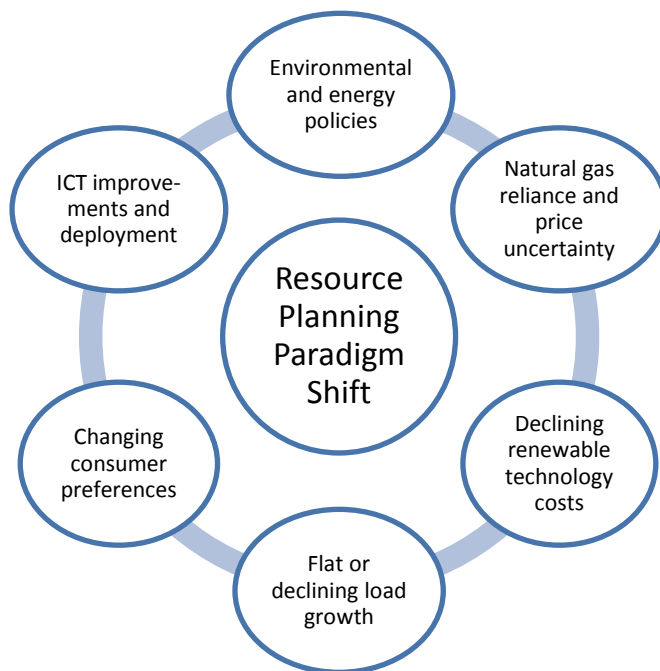 Environmental
and energy
policies
Natural gas
reliance and
price
uncertainty
Declining
renewable
technology
costs
Flat or
declining load
growth
Changing
consumer
preferences
ICT improve-
ments and
deployment
Resource
Planning
Paradigm
Shift